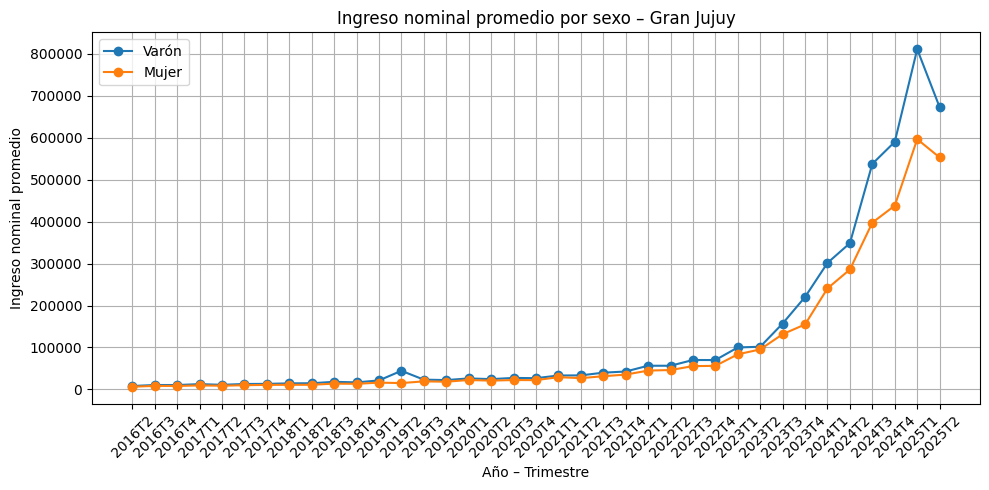 Ingreso nominal promedio por sexo – Gran Jujuy
Varón
Mujer
Ingreso nominal promedio
800000
700000
600000
500000
400000
300000
200000
100000
0
2016T2
2016T3
2016T4
2017T1
2017T2
2017T3
2017T4
2018T1
2018T2
2018T3
2018T4
2019T1
2019T2
2019T3
2019T4
2020T1
2020T2
2020T3
2020T4
2021T1
2021T2
2021T3
2021T4
2022T1
2022T2
2022T3
2022T4
2023T1
2023T2
2023T3
2023T4
2024T1
2024T2
2024T3
2024T4
2025T1
2025T2
Año – Trimestre